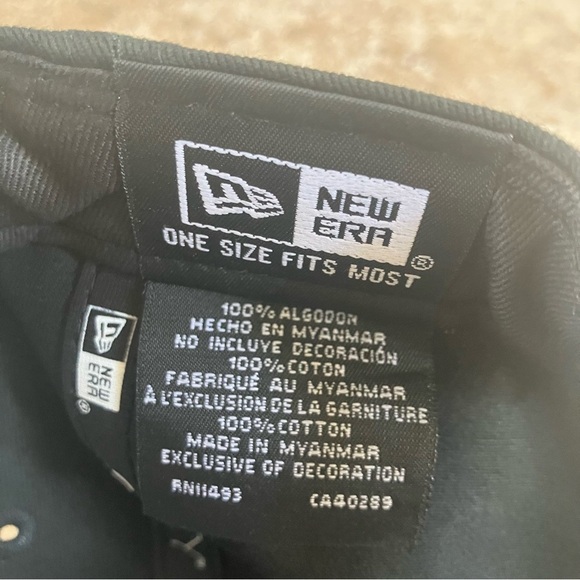 NEW
ERA
®
ONE SIZE FITS MOST
NEW
ERA
®
100% ALGODON
HECHO EN MYANMAR
NO INCLUYE DECORACIÓN
100% COTON
FABRIQUÉ AU MYANMAR
À L'EXCLUSION DE LA GARNITURE
100% COTTON
MADE IN MYANMAR
EXCLUSIVE OF DECORATION
RN11493 CA40289